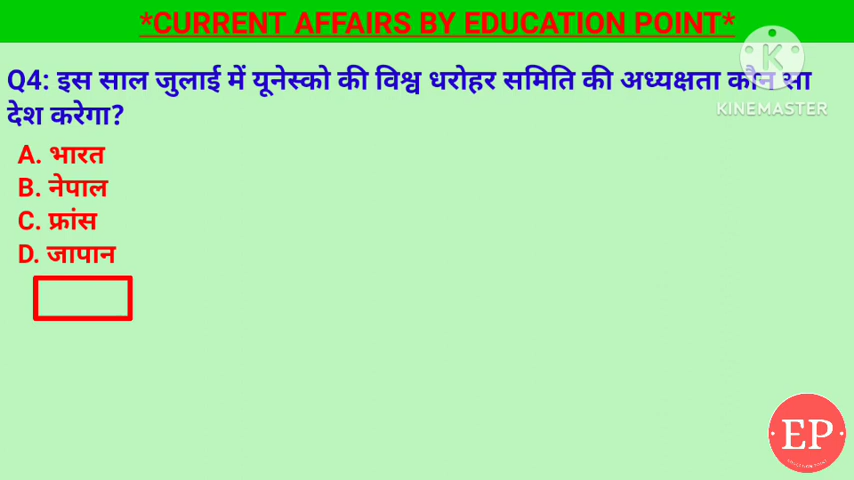 *CURRENT AFFAIRS BY EDUCATION POINT*
Q4: इस साल जुलाई में यूनेस्को की विश्व धरोहर समिति की अध्यक्षता कौन सा
देश करेगा?
A. भारत
B. नेपाल
C. फ्रांस
D. जापान
KINEMASTER
EP